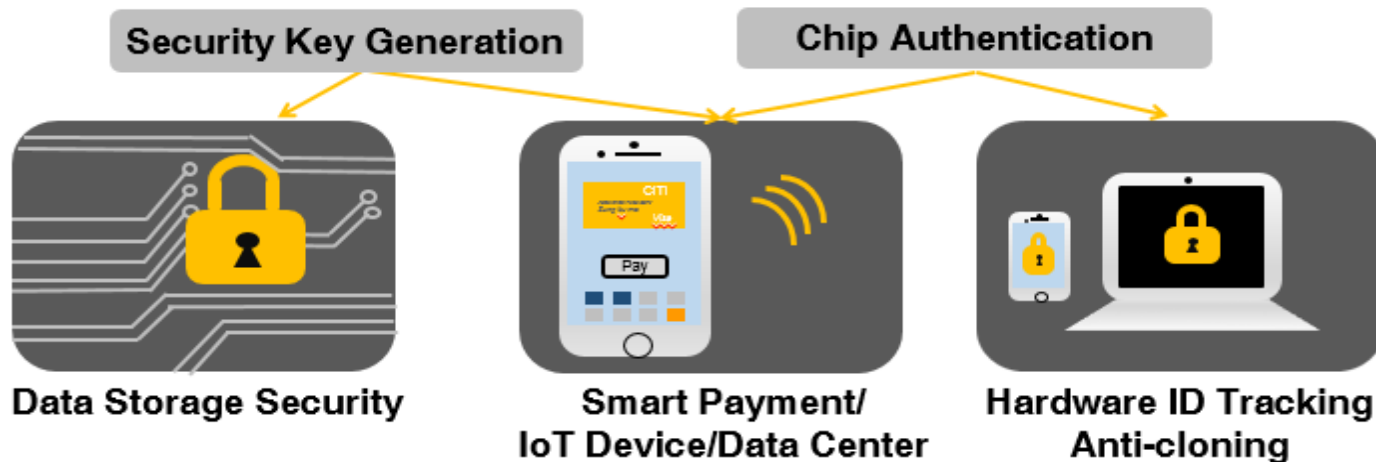 Security Key Generation
Chip Authentication
CITI
Visa
Pay
Data Storage Security
Smart Payment/
IoT Device/Data Center
Hardware ID Tracking
Anti-cloning